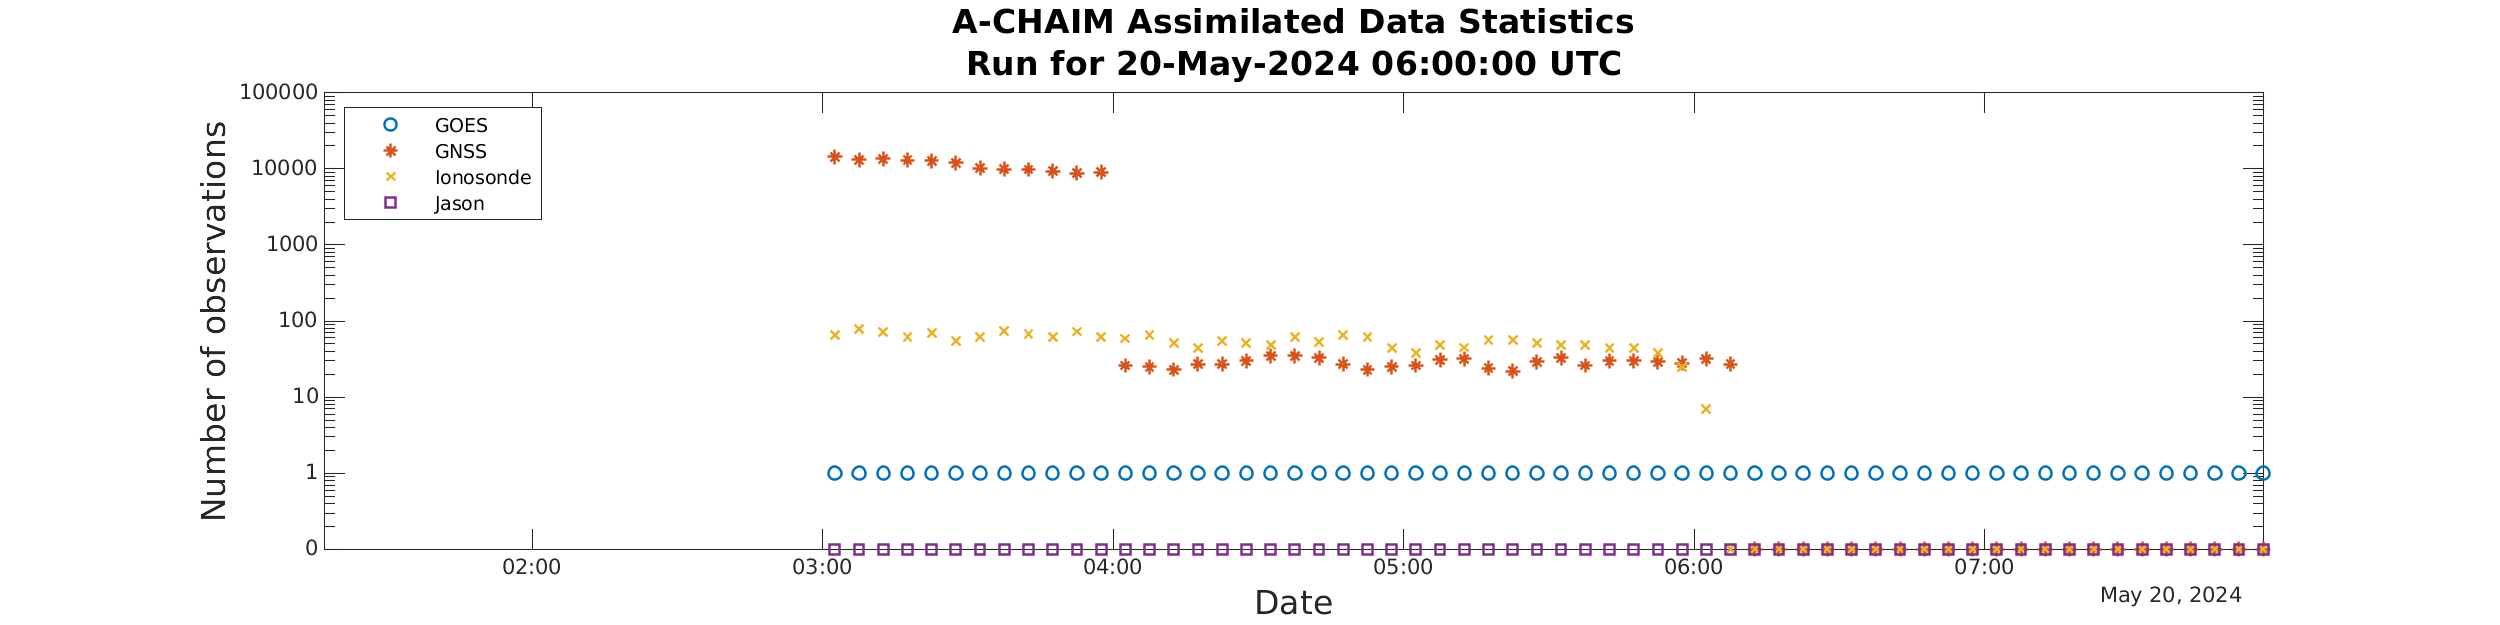 A-CHAIM Assimilated Data Statistics
Run for 20-May-2024 06:00:00 UTC
Number of observations
100000
10000
1000
100
10
1
0
GOES
GNSS
Ionosonde
Jason
02:00 03:00 04:00 05:00 06:00 07:00
Date
May 20, 2024